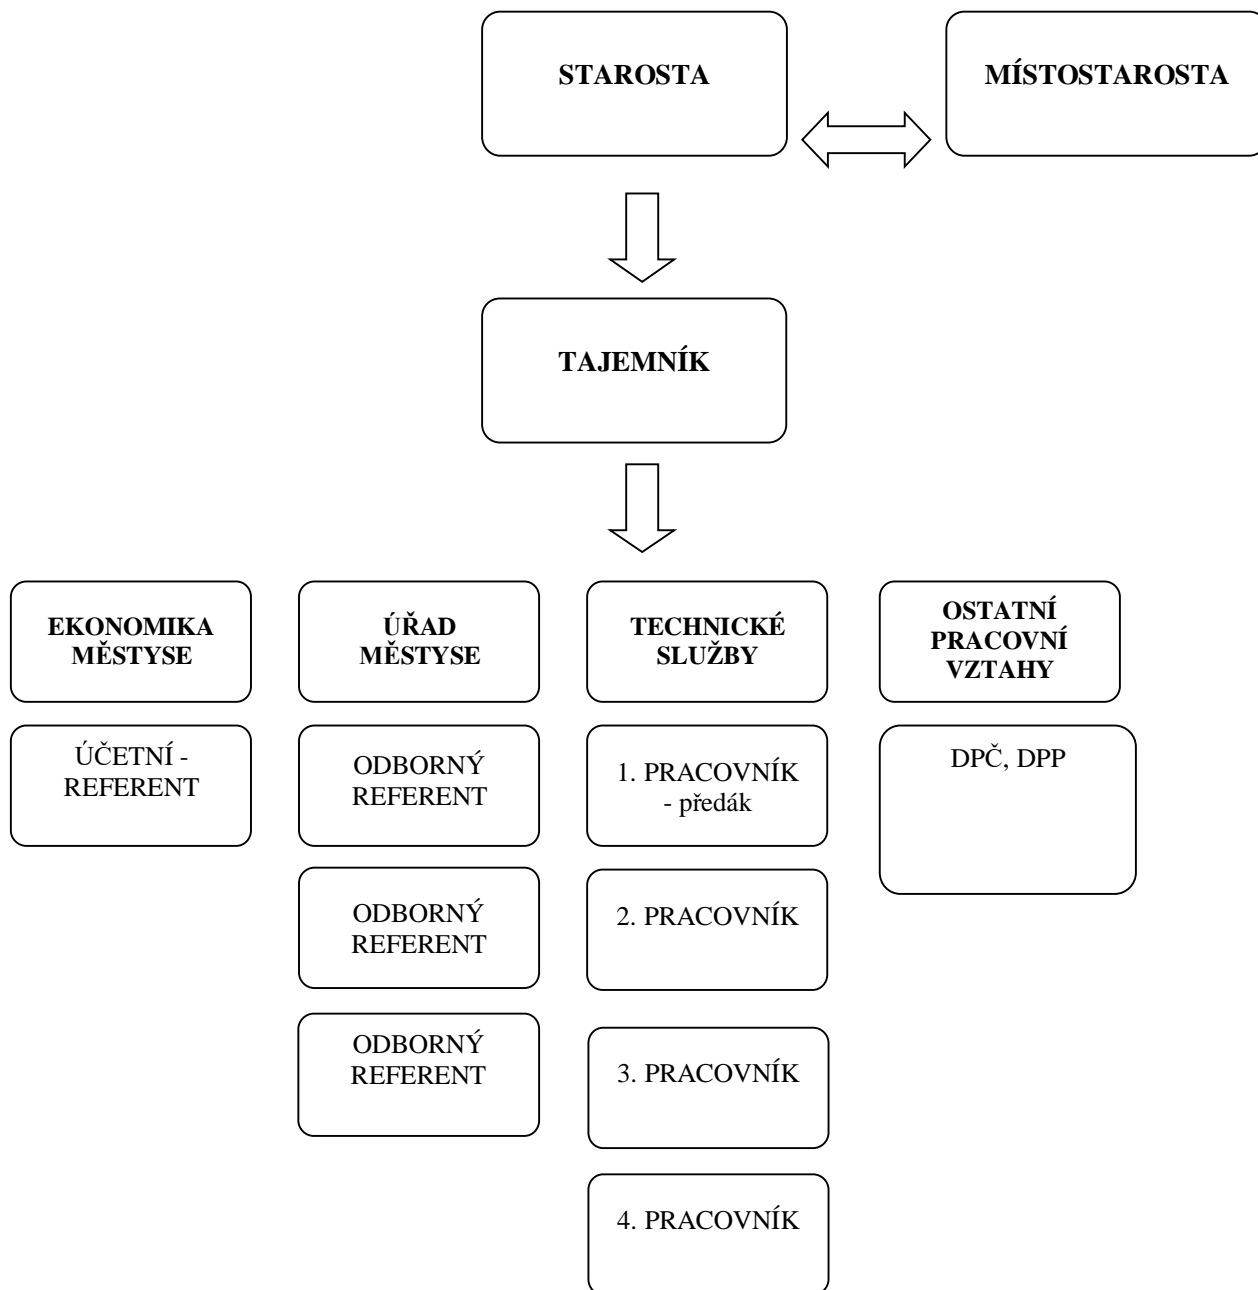 STAROSTA
MÍSTOSTAROSTA
TAJEMNÍK
EKONOMIKA
MĚSTYSE
ÚŘAD
MĚSTYSE
TECHNICKÉ
SLUŽBY
OSTATNÍ
PRACOVNÍ
VZTAHY
ÚČETNÍ -
REFERENT
ODBORNÝ
REFERENT
1. PRACOVNÍK
- předák
DPČ, DPP
ODBORNÝ
REFERENT
2. PRACOVNÍK
ODBORNÝ
REFERENT
3. PRACOVNÍK
4. PRACOVNÍK